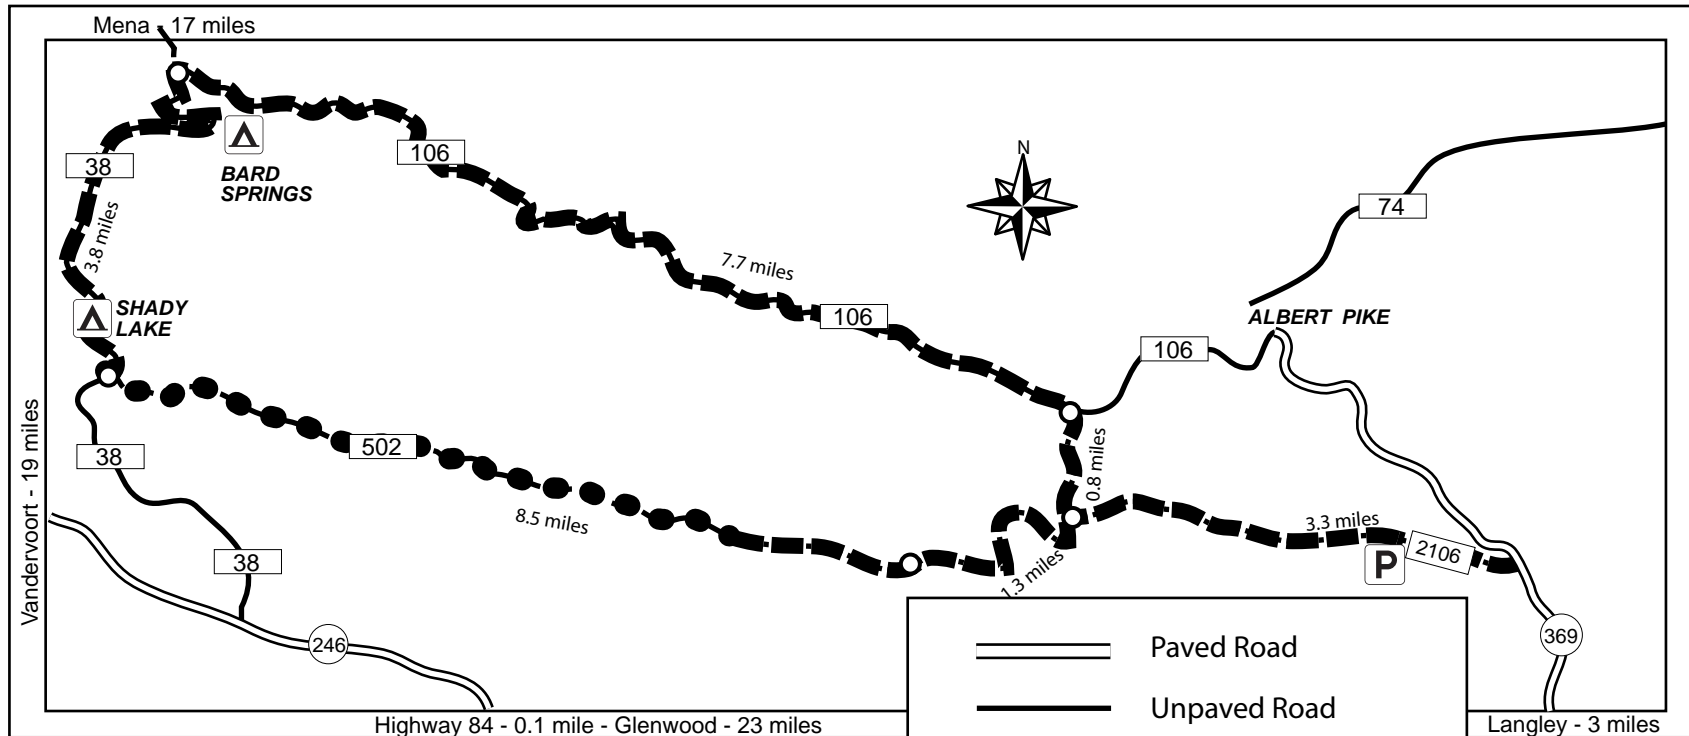 Mena - 17 miles
N
BARD
SPRINGS
38
106
74
3.8 miles
7.7 miles
SHADY
LAKE
106
ALBERT PIKE
106
Vandervoort - 19 miles
502
38
0.8 miles
8.5 miles
3.3 miles
2106
P
38
1.3 miles
246
369
Paved Road
Unpaved Road
Highway 84 - 0.1 mile - Glenwood - 23 miles
Langley - 3 miles